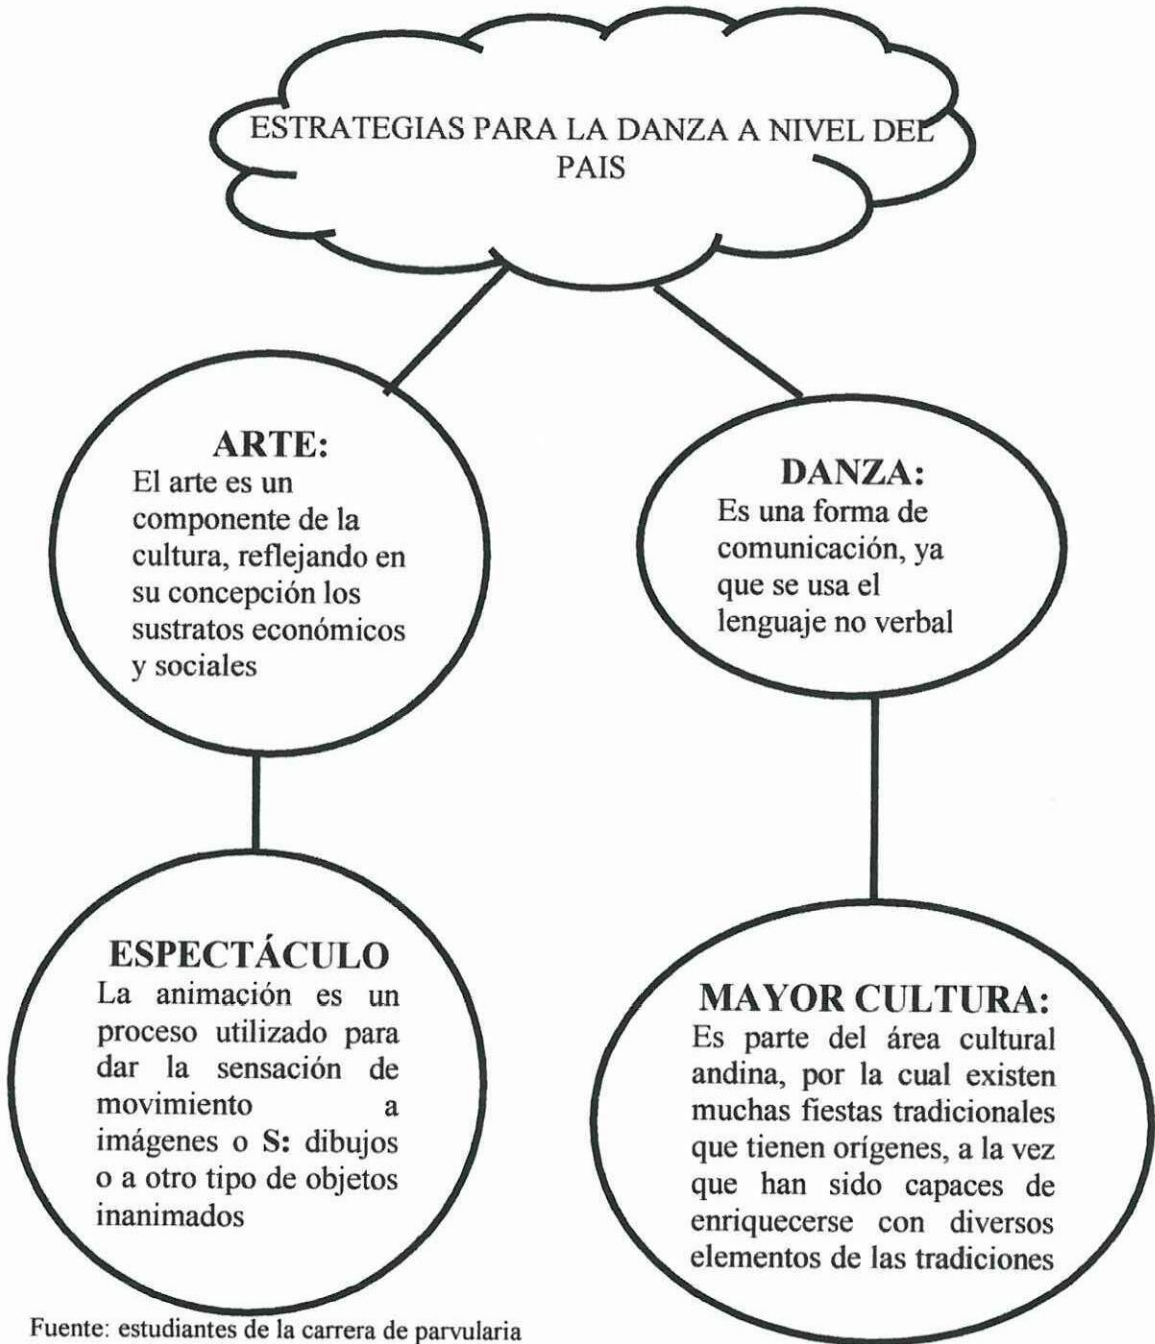 ESTRATEGIAS PARA LA DANZA A NIVEL DEL
PAIS
ARTE:
El arte es un
componente de la
cultura, reflejando en
su concepción los
sustratos económicos
y sociales
DANZA:
Es una forma de
comunicación, ya
que se usa el
lenguaje no verbal
ESPECTÁCULO
La animación es un
proceso utilizado para
dar la sensación de
movimiento a
imágenes o S: dibujos
o a otro tipo de objetos
inanimados
MAYOR CULTURA:
Es parte del área cultural
andina, por la cual existen
muchas fiestas tradicionales
que tienen orígenes, a la vez
que han sido capaces de
enriquecerse con diversos
elementos de las tradiciones
Fuente: estudiantes de la carrera de parvularia